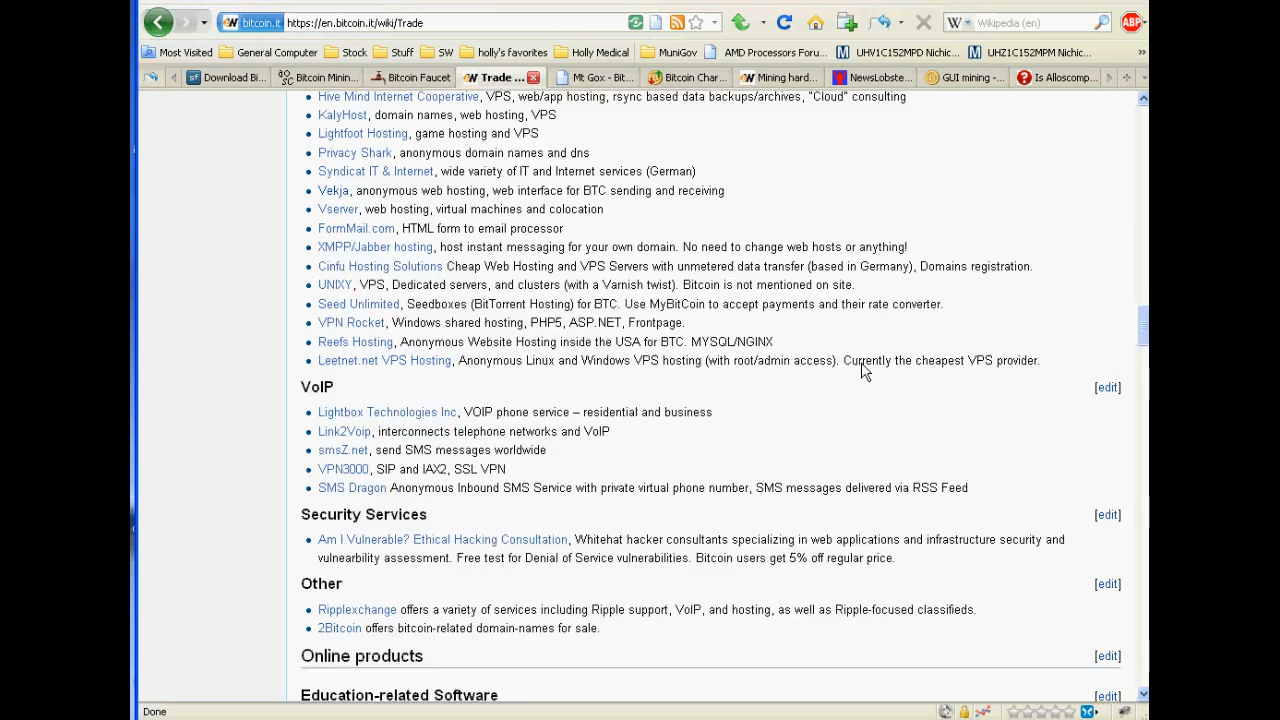 bitcoin.it https://en.bitcoin.it/wiki/Trade
Wikipedia (en)
ABP
Most Visited General Computer Stock Stuff SW holly's favorites Holly Medical MuniGov AMD Processors Foru... UHV1C152MPD Nichic... UHZ1C152MPM Nichic...
Download Bi... Bitcoin Minin... Bitcoin Faucet Trade ... Mt Gox - Bit... Bitcoin Char... Mining hard... NewsLobste... GUI mining -... Is Alloscomp...
Hive Mind Internet Cooperative, VPS, web/app hosting, rsync based data backups/archives, "Cloud" consulting
KalyHost, domain names, web hosting, VPS
Lightfoot Hosting, game hosting and VPS
Privacy Shark, anonymous domain names and dns
Syndicat IT & Internet, wide variety of IT and Internet services (German)
Vekja, anonymous web hosting, web interface for BTC sending and receiving
Vserver, web hosting, virtual machines and colocation
FormMail.com, HTML form to email processor
XMPP/Jabber hosting, host instant messaging for your own domain. No need to change web hosts or anything!
Cinfu Hosting Solutions Cheap Web Hosting and VPS Servers with unmetered data transfer (based in Germany), Domains registration.
UNIXY, VPS, Dedicated servers, and clusters (with a Varnish twist). Bitcoin is not mentioned on site.
Seed Unlimited, Seedboxes (BitTorrent Hosting) for BTC. Use MyBitCoin to accept payments and their rate converter.
VPN Rocket, Windows shared hosting, PHP5, ASP.NET, Frontpage.
Reefs Hosting, Anonymous Website Hosting inside the USA for BTC. MYSQL/NGINX
Leetnet.net VPS Hosting, Anonymous Linux and Windows VPS hosting (with root/admin access). Currently the cheapest VPS provider.
VoIP [edit]
Lightbox Technologies Inc, VOIP phone service – residential and business
Link2Voip, interconnects telephone networks and VoIP
smsZ.net, send SMS messages worldwide
VPN3000, SIP and IAX2, SSL VPN
SMS Dragon Anonymous Inbound SMS Service with private virtual phone number, SMS messages delivered via RSS Feed
Security Services [edit]
Am I Vulnerable? Ethical Hacking Consultation, Whitehat hacker consultants specializing in web applications and infrastructure security and
vulnearbility assessment. Free test for Denial of Service vulnerabilities. Bitcoin users get 5% off regular price.
Other [edit]
Ripplexchange offers a variety of services including Ripple support, VoIP, and hosting, as well as Ripple-focused classifieds.
2Bitcoin offers bitcoin-related domain-names for sale.
Online products [edit]
Education-related Software [edit]
Done